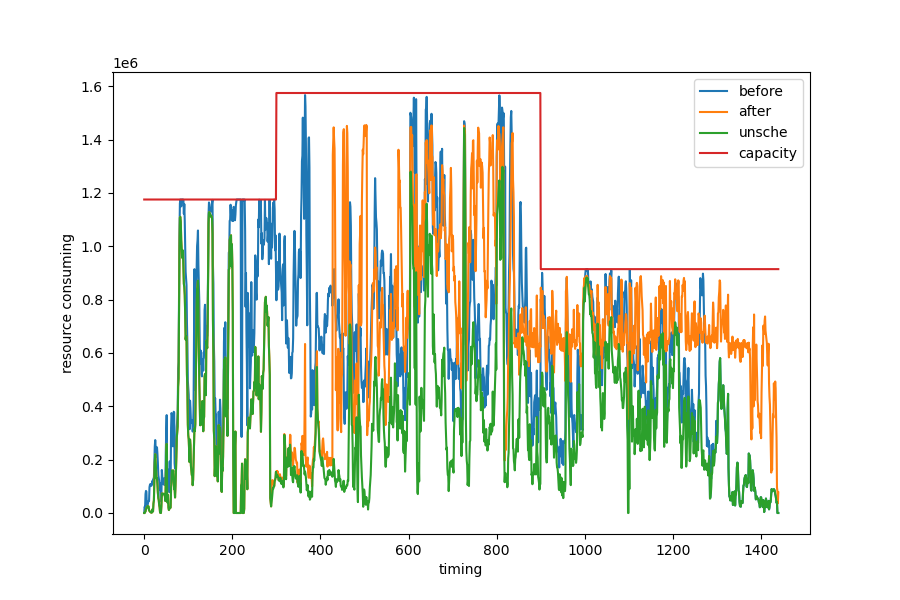 1e6
1.6
1.4
1.2
1.0
0.8
0.6
0.4
0.2
0.0
resource consuming
0 200 400 600 800 1000 1200 1400
timing
before
after
unsche
capacity